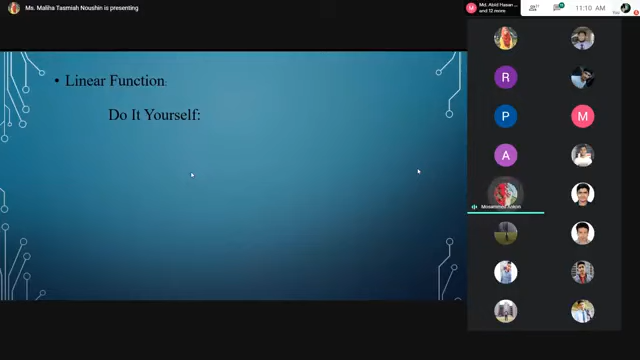 Ms. Maliha Tasmiah Noushin is presenting
Md. Abid Hasan ...
and 12 more
11:10 AM
You
M
• Linear Function.
Do It Yourself:
R
P
M
A